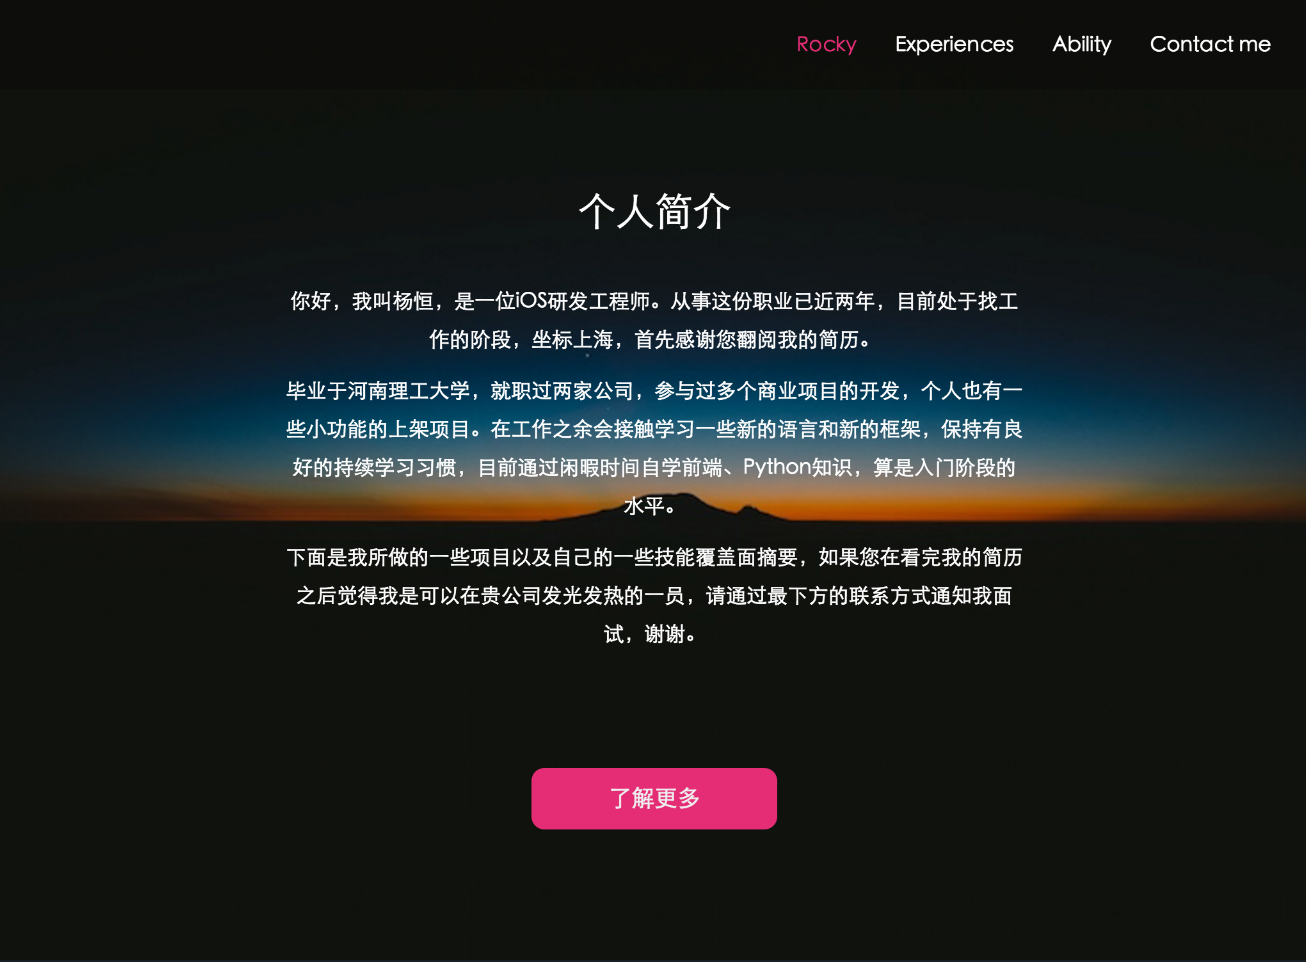 Rocky Experiences Ability Contact me
个人简介
你好，我叫杨恒，是一位iOS研发工程师。从事这份职业已近两年，目前处于找工
作的阶段，坐标上海，首先感谢您翻阅我的简历。
毕业于河南理工大学，就职过两家公司，参与过多个商业项目的开发，个人也有一
些小功能的上架项目。在工作之余会接触学习一些新的语言和新的框架，保持有良
好的持续学习习惯，目前通过闲暇时间自学前端、Python知识，算是入门阶段的
水平。
下面是我所做的一些项目以及自己的一些技能覆盖面摘要，如果您在看完我的简历
之后觉得我是可以在贵公司发光发热的一员，请通过最下方的联系方式通知我面
试，谢谢。
了解更多